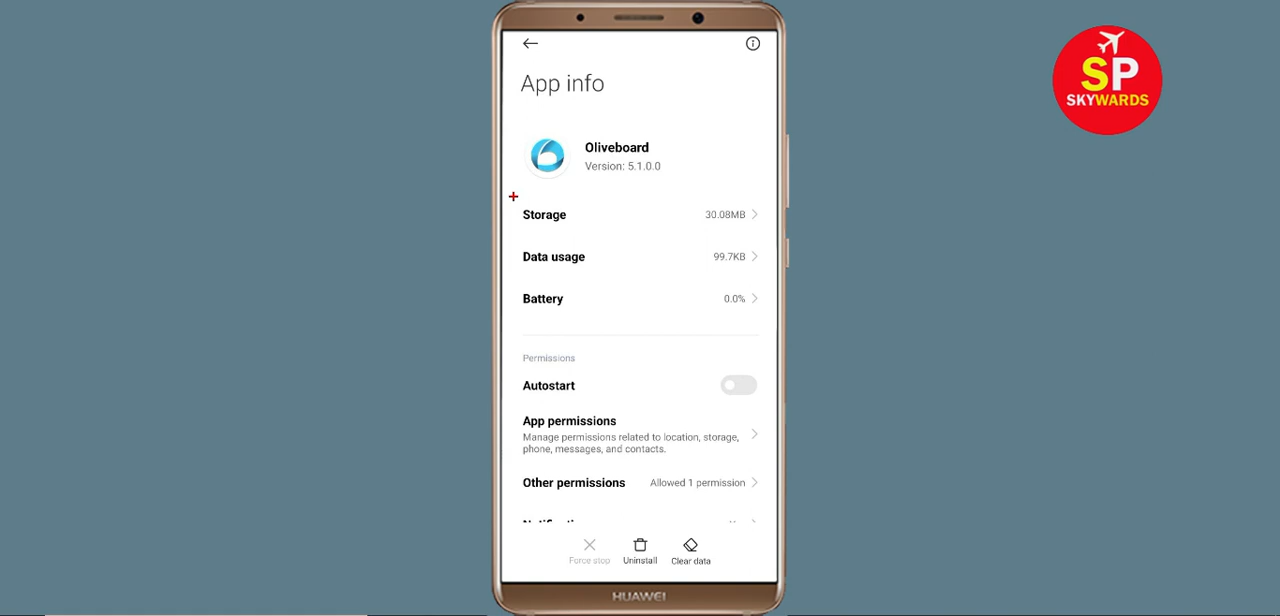 App info
Oliveboard
Version: 5.1.0.0
Storage 30.08MB
Data usage 99.7KB
Battery 0.0%
Permissions
Autostart
App permissions
Manage permissions related to location, storage,
phone, messages, and contacts.
Other permissions Allowed 1 permission
Force stop Uninstall Clear data
HUAWEI
SP
SKYWARDS